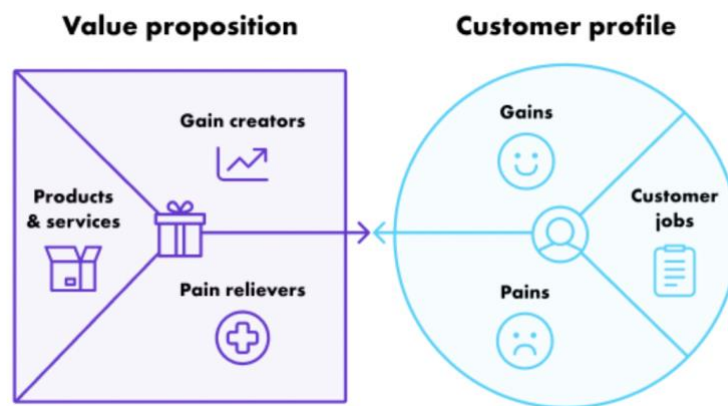 Value proposition
Customer profile
Gain creators
Products
& services
Pain relievers
Gains
Customer
jobs
Pains